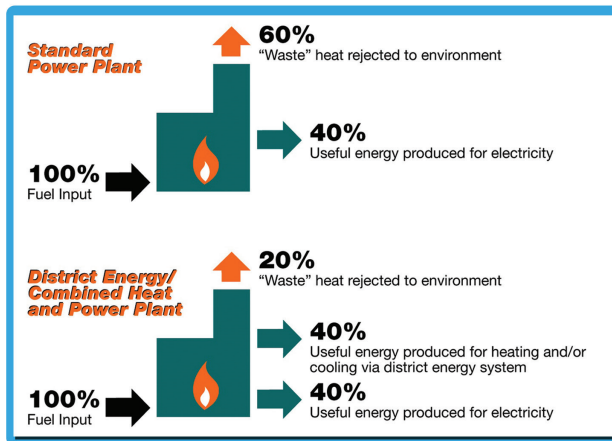 Standard
Power Plant
60%
“Waste” heat rejected to environment
40%
Useful energy produced for electricity
100%
Fuel Input
District Energy/
Combined Heat
and Power Plant
20%
“Waste” heat rejected to environment
40%
Useful energy produced for heating and/or
cooling via district energy system
100%
Fuel Input
40%
Useful energy produced for electricity